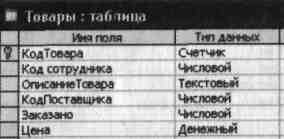 Товары : таблица
Имя поля Тип данных
КодТовара Счетчик
Код сотрудника Числовой
ОписаниеТовара Текстовый
КодПоставщика Числовой
Заказано Числовой
Цена Денежный